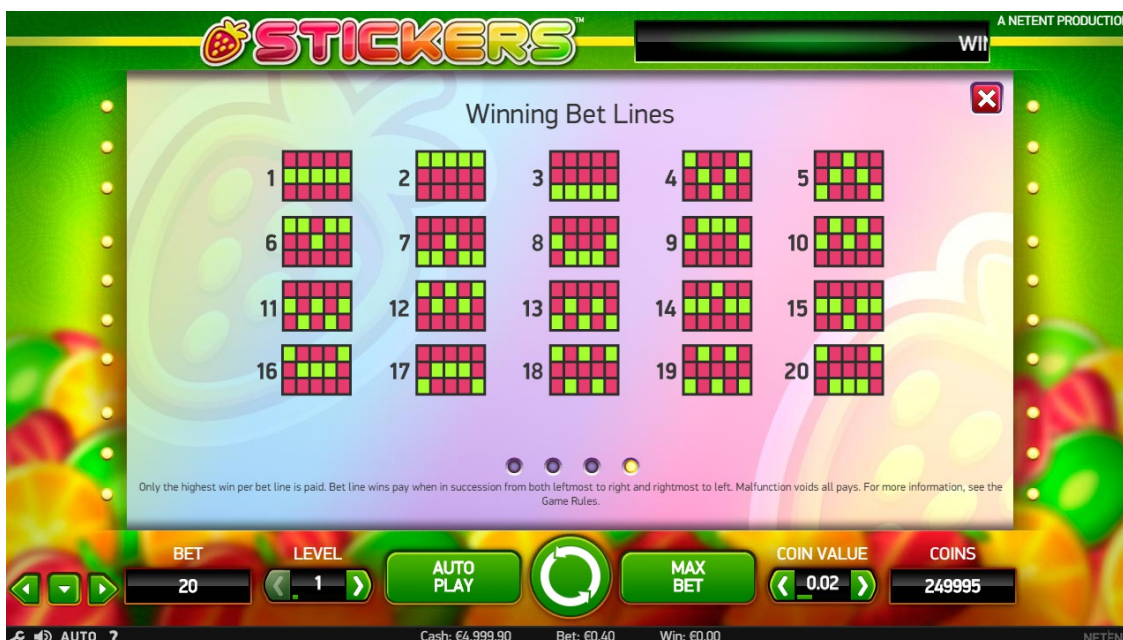 A NETENT PRODUCTIO
STICKERS™
WIN
Winning Bet Lines
1 2 3 4 5
6 7 8 9 10
11 12 13 14 15
16 17 18 19 20
Only the highest win per bet line is paid. Bet line wins pay when in succession from both leftmost to right and rightmost to left. Malfunction voids all pays. For more information, see the
Game Rules.
BET LEVEL COIN VALUE COINS
20 1 AUTO PLAY MAX BET 0.02 249995
AUTO ? Cash: €4,999.90 Bet: €0.40 Win: €0.00 NETEN